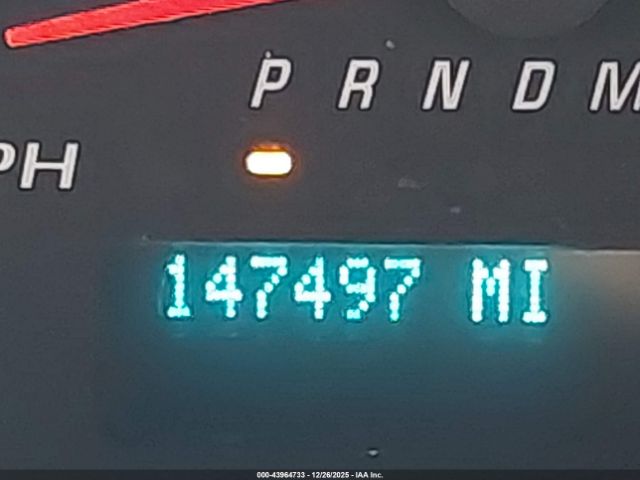 P R N D M
PH
147497 MI
000-43964733 - 12/26/2025 - IAA Inc.